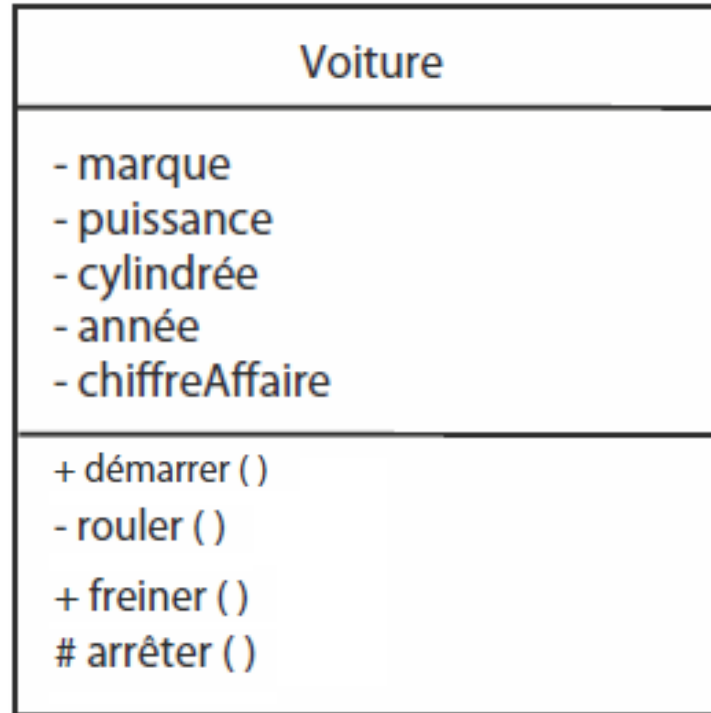 Voiture
- marque
- puissance
- cylindrée
- année
- chiffreAffaire
+ démarrer ( )
- rouler ( )
+ freiner ( )
# arrêter ( )